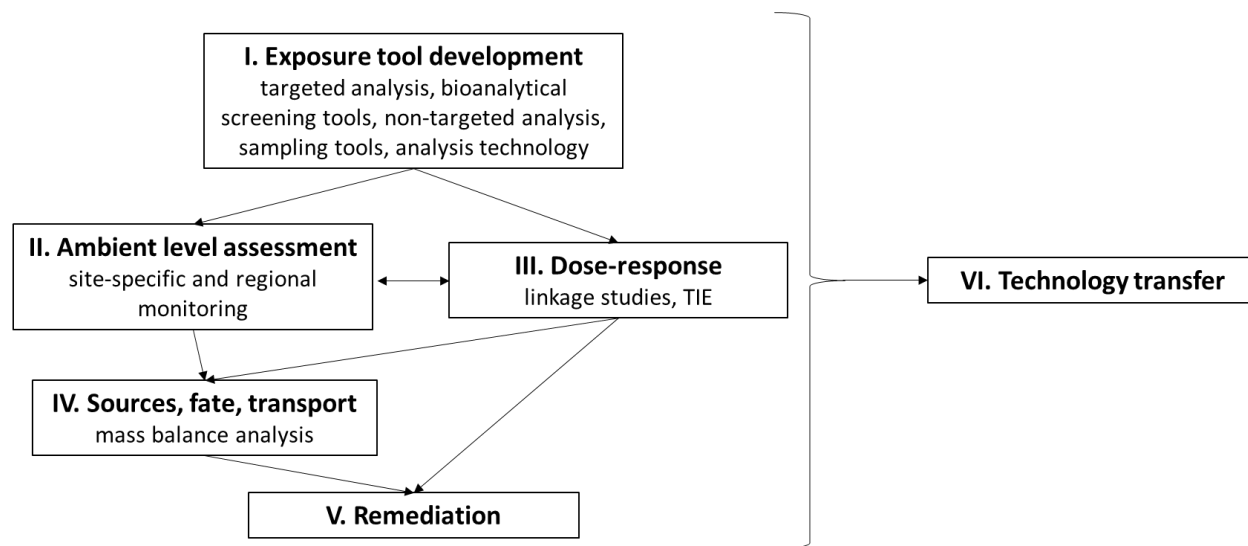 I. Exposure tool development
targeted analysis, bioanalytical
screening tools, non-targeted analysis,
sampling tools, analysis technology
II. Ambient level assessment
site-specific and regional
monitoring
III. Dose-response
linkage studies, TIE
VI. Technology transfer
IV. Sources, fate, transport
mass balance analysis
V. Remediation